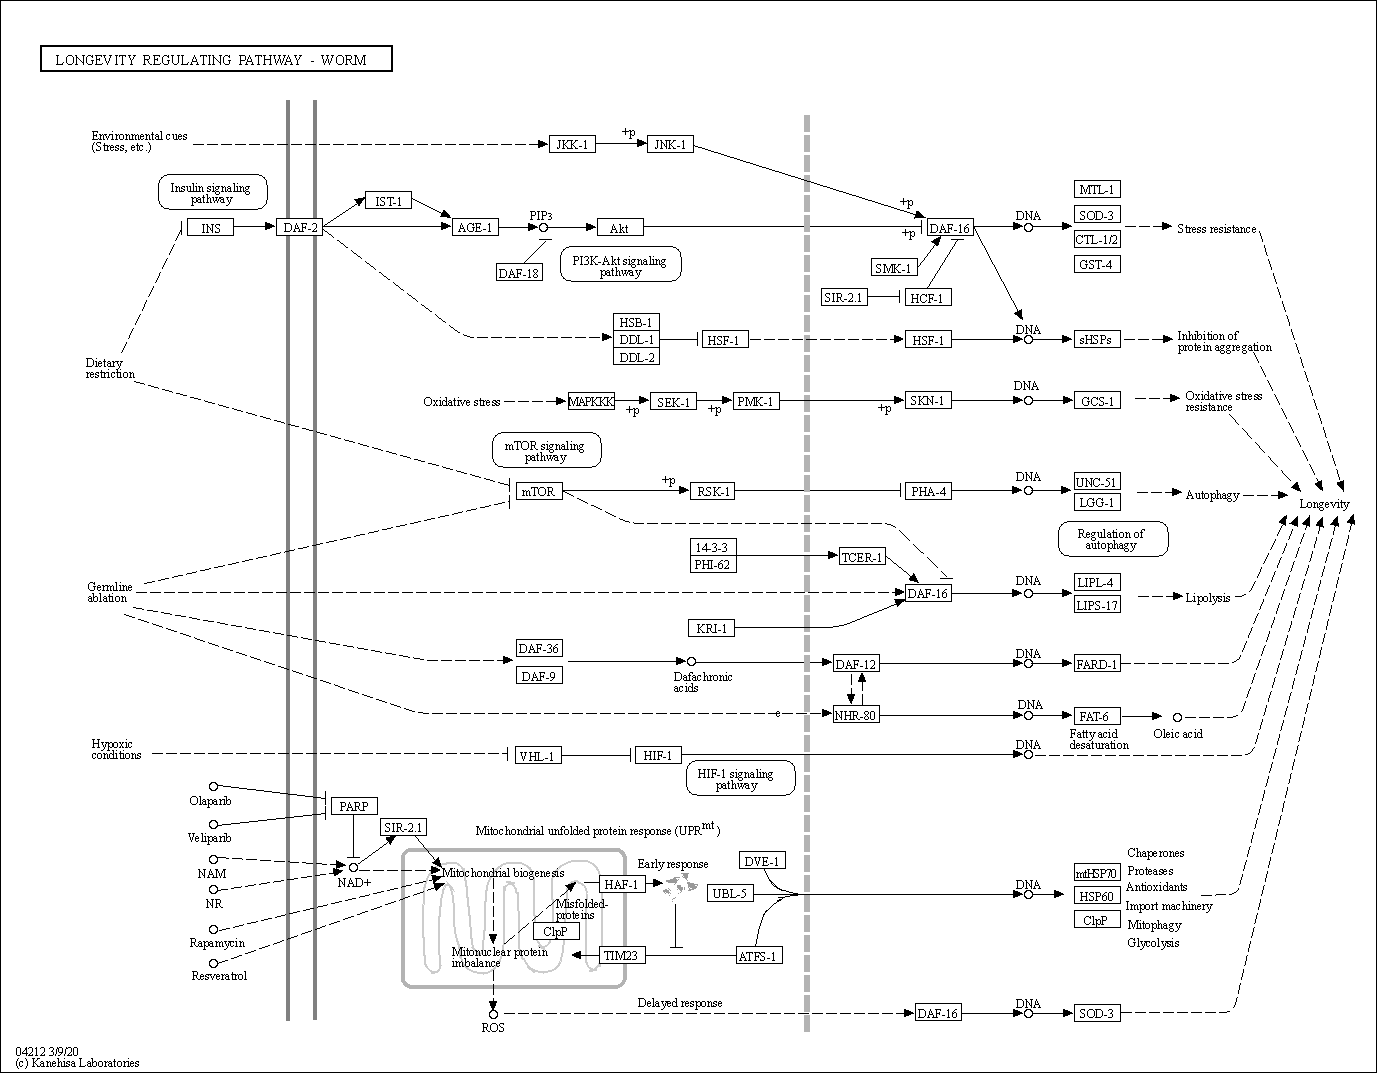 LONGEVITY REGULATING PATHWAY - WORM
Environmental cues
(Stress, etc.)
JKK-1
+p
JNK-1
Insulin signaling
pathway
INS
DAF-2
IST-1
AGE-1
PIP3
Akt
DAF-18
PI3K-Akt signaling
pathway
+p
+p
DAF-16
SMK-1
SIR-2.1
HCF-1
DNA
MTL-1
SOD-3
CTL-1/2
GST-4
Stress resistance
HSB-1
DDL-1
DDL-2
HSF-1
HSF-1
DNA
sHSPs
Inhibition of
protein aggregation
Dietary
restriction
Oxidative stress
MAPKKK
+p
SEK-1
+p
PMK-1
+p
SKN-1
DNA
GCS-1
Oxidative stress
resistance
mTOR signaling
pathway
mTOR
+p
RSK-1
PHA-4
DNA
UNC-51
LGG-1
Autophagy
Longevity
Regulation of
autophagy
14-3-3
PHI-62
TCER-1
Germline
ablation
DAF-16
DNA
LIPL-4
LIPS-17
Lipolysis
KRI-1
DAF-36
DAF-9
Dafachronic
acids
DAF-12
DNA
FARD-1
e
NHR-80
DNA
FAT-6
Fatty acid
desaturation
Oleic acid
Hypoxic
conditions
VHL-1
HIF-1
DNA
HIF-1 signaling
pathway
Olaparib
PARP
Veliparib
SIR-2.1
NAM
NAD+
NR
Rapamycin
Resveratrol
Mitochondrial unfolded protein response (UPRmt)
Mitochondrial biogenesis
Early response
HAF-1
Misfolded-
proteins
ClpP
Mitonuclear protein
imbalance
TIM23
DVE-1
UBL-5
ATFS-1
DNA
mtHSP70
HSP60
ClpP
Chaperones
Proteases
Antioxidants
Import machinery
Mitophagy
Glycolysis
ROS
Delayed response
DAF-16
DNA
SOD-3
04212 3/9/20
(c) Kanehisa Laboratories